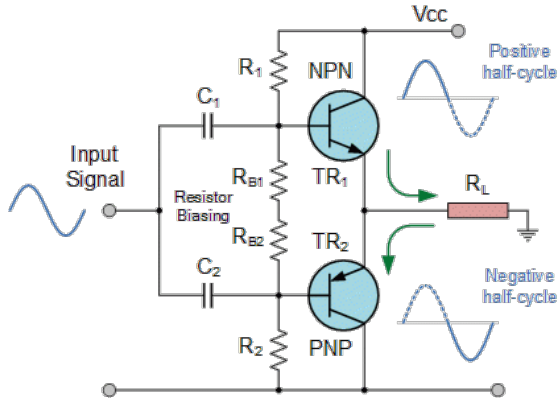 Vcc
R1
NPN
Positive
half-cycle
C1
Input
Signal
Resistor
Biasing
RB1
TR1
RL
RB2
TR2
C2
Negative
half-cycle
R2
PNP